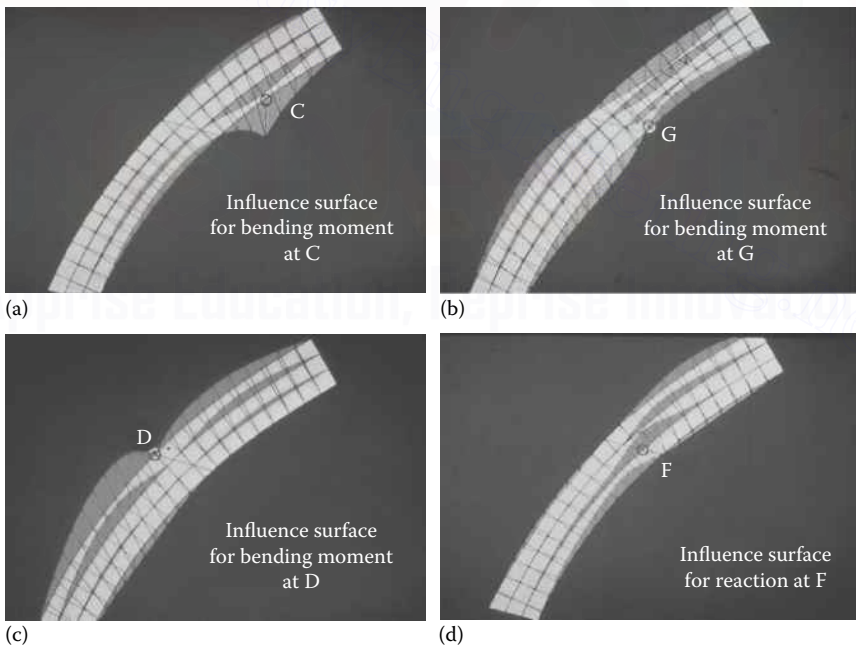 C
Influence surface
for bending moment
at C
(a)
G
Influence surface
for bending moment
at G
(b)
D
Influence surface
for bending moment
at D
(c)
F
Influence surface
for reaction at F
(d)